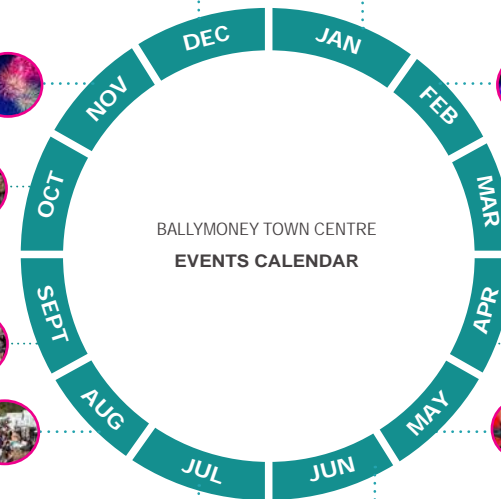 DEC
JAN
NOV
FEB
OCT
MAR
BALLYMONEY TOWN CENTRE
EVENTS CALENDAR
SEPT
APR
AUG
MAY
JUL
JUN